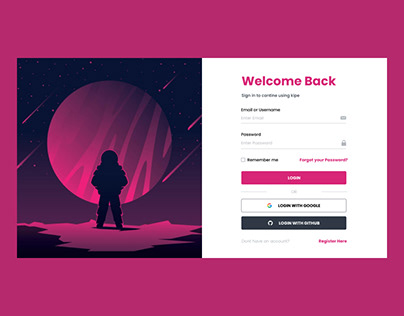 Welcome Back
Sign in to contine using kipe
Email or Username
Enter Email
Password
Enter Password
Remember me
Forgot your Password?
LOGIN
OR
LOGIN WITH GOOGLE
LOGIN WITH GITHUB
Dont have an account?
Register Here